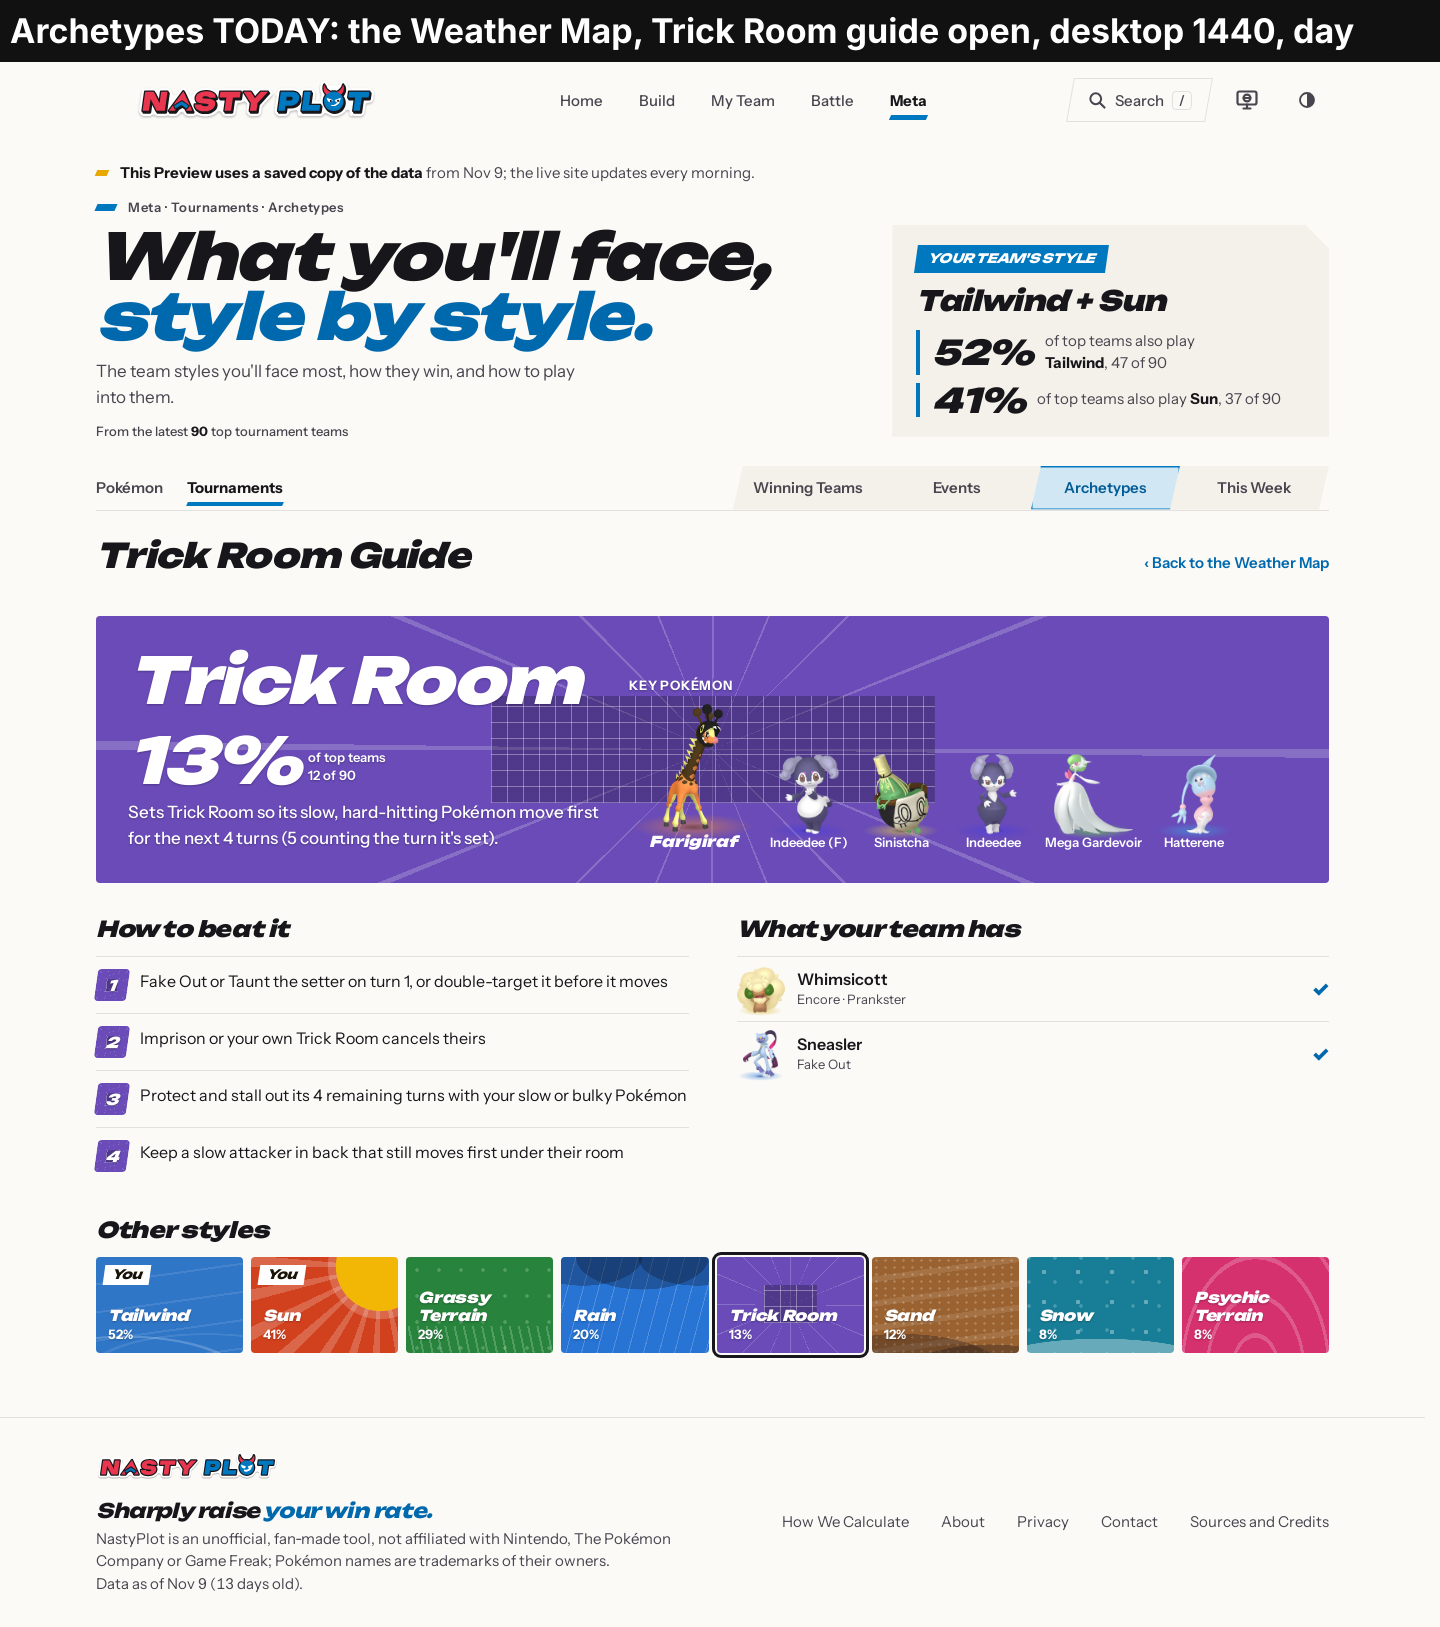 Archetypes TODAY: the Weather Map, Trick Room guide open, desktop 1440, day
NASTY PLOT
Home
Build
My Team
Battle
Meta
Search /
This Preview uses a saved copy of the data from Nov 9; the live site updates every morning.
Meta · Tournaments · Archetypes
What you'll face,
style by style.
The team styles you'll face most, how they win, and how to play
into them.
From the latest 90 top tournament teams
YOUR TEAM'S STYLE
Tailwind + Sun
52% of top teams also play
Tailwind, 47 of 90
41% of top teams also play Sun, 37 of 90
Pokémon
Tournaments
Winning Teams
Events
Archetypes
This Week
Trick Room Guide
‹ Back to the Weather Map
Trick Room
13% of top teams
12 of 90
Sets Trick Room so its slow, hard-hitting Pokémon move first
for the next 4 turns (5 counting the turn it's set).
KEY POKÉMON
Farigiraf
Indeedee (F)
Sinistcha
Indeedee
Mega Gardevoir
Hatterene
How to beat it
1 Fake Out or Taunt the setter on turn 1, or double-target it before it moves
2 Imprison or your own Trick Room cancels theirs
3 Protect and stall out its 4 remaining turns with your slow or bulky Pokémon
4 Keep a slow attacker in back that still moves first under their room
What your team has
Whimsicott
Encore · Prankster
Sneasler
Fake Out
Other styles
You
Tailwind
52%
You
Sun
41%
Grassy
Terrain
29%
Rain
20%
Trick Room
13%
Sand
12%
Snow
8%
Psychic
Terrain
8%
NASTY PLOT
Sharply raise your win rate.
NastyPlot is an unofficial, fan-made tool, not affiliated with Nintendo, The Pokémon
Company or Game Freak; Pokémon names are trademarks of their owners.
Data as of Nov 9 (13 days old).
How We Calculate
About
Privacy
Contact
Sources and Credits